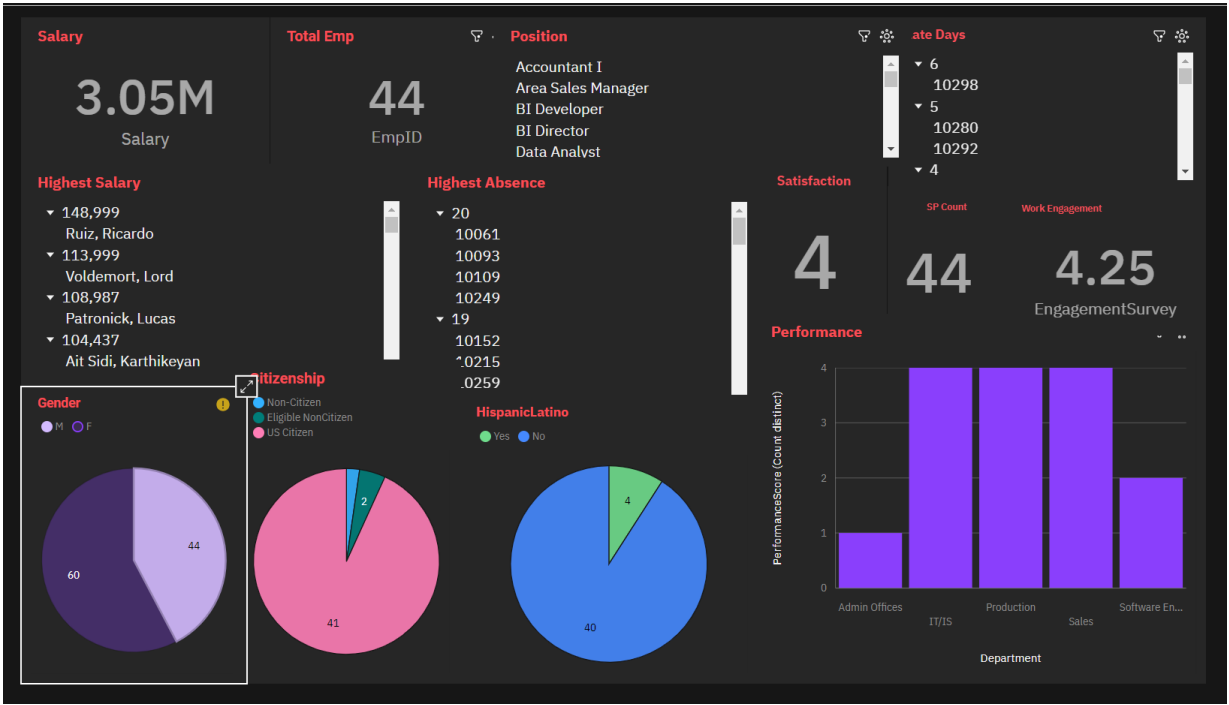 Salary
3.05M
Salary
Total Emp
44
EmpID
Position
Accountant I
Area Sales Manager
BI Developer
BI Director
Data Analyst
ate Days
6
10298
5
10280
10292
4
Highest Salary
148,999
Ruiz, Ricardo
113,999
Voldemort, Lord
108,987
Patronick, Lucas
104,437
Ait Sidi, Karthikeyan
Highest Absence
20
10061
10093
10109
10249
19
10152
0215
0259
Satisfaction
4
SP Count
44
Work Engagement
4.25
EngagementSurvey
Gender
M F
44
60
Citizenship
Non-Citizen
Eligible NonCitizen
US Citizen
2
41
HispanicLatino
Yes No
4
40
Performance
PerformanceScore (Count distinct)
4
3
2
1
0
Admin Offices
IT/IS
Production
Sales
Software En...
Department